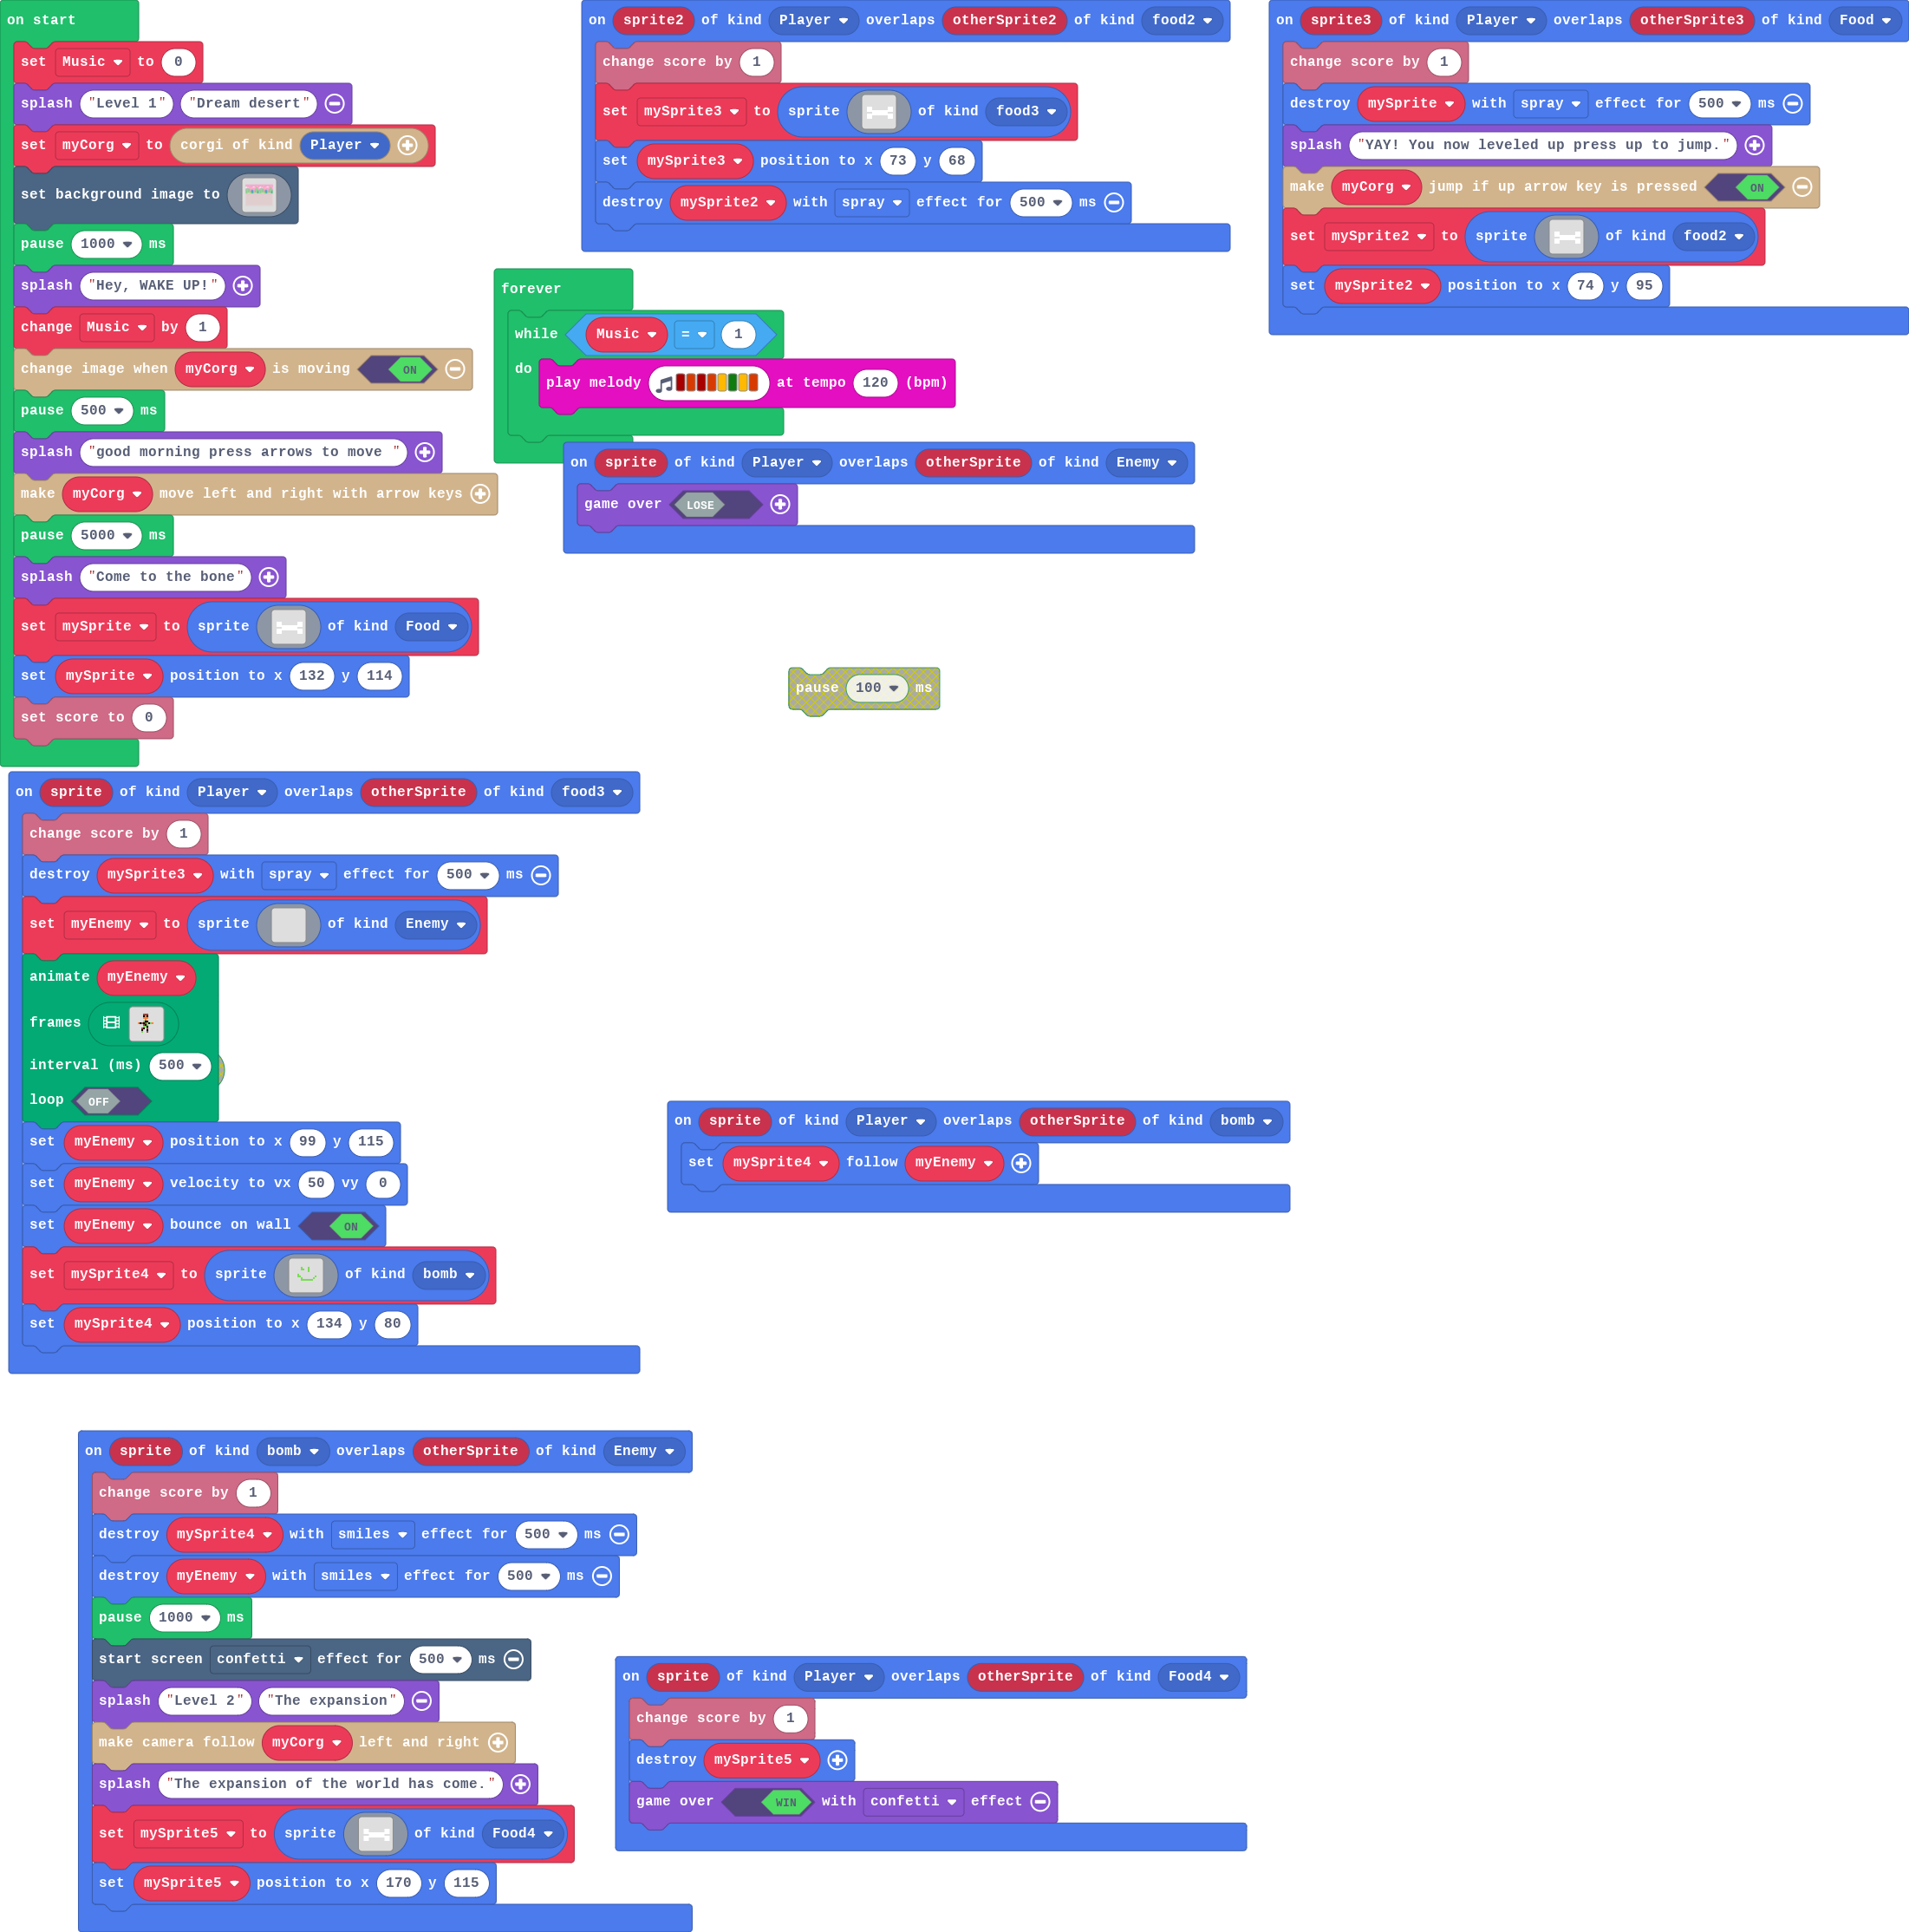 on start
set Music to 0
splash "Level 1" "Dream desert"
set myCorg to corgi of kind Player
set background image to
pause 1000 ms
splash "Hey, WAKE UP!"
change Music by 1
change image when myCorg is moving ON
pause 500 ms
splash "good morning press arrows to move "
make myCorg move left and right with arrow keys
pause 5000 ms
splash "Come to the bone"
set mySprite to sprite of kind Food
set mySprite position to x 132 y 114
set score to 0
on sprite2 of kind Player overlaps otherSprite2 of kind food2
change score by 1
set mySprite3 to sprite of kind food3
set mySprite3 position to x 73 y 68
destroy mySprite2 with spray effect for 500 ms
on sprite3 of kind Player overlaps otherSprite3 of kind Food
change score by 1
destroy mySprite with spray effect for 500 ms
splash "YAY! You now leveled up press up to jump."
make myCorg jump if up arrow key is pressed ON
set mySprite2 to sprite of kind food2
set mySprite2 position to x 74 y 95
forever
while Music = 1
do play melody at tempo 120 (bpm)
on sprite of kind Player overlaps otherSprite of kind Enemy
game over LOSE
pause 100 ms
on sprite of kind Player overlaps otherSprite of kind food3
change score by 1
destroy mySprite3 with spray effect for 500 ms
set myEnemy to sprite of kind Enemy
animate myEnemy
frames
interval (ms) 500
loop OFF
set myEnemy position to x 99 y 115
set myEnemy velocity to vx 50 vy 0
set myEnemy bounce on wall ON
set mySprite4 to sprite of kind bomb
set mySprite4 position to x 134 y 80
on sprite of kind Player overlaps otherSprite of kind bomb
set mySprite4 follow myEnemy
on sprite of kind bomb overlaps otherSprite of kind Enemy
change score by 1
destroy mySprite4 with smiles effect for 500 ms
destroy myEnemy with smiles effect for 500 ms
pause 1000 ms
start screen confetti effect for 500 ms
splash "Level 2" "The expansion"
make camera follow myCorg left and right
splash "The expansion of the world has come."
set mySprite5 to sprite of kind Food4
set mySprite5 position to x 170 y 115
on sprite of kind Player overlaps otherSprite of kind Food4
change score by 1
destroy mySprite5
game over WIN with confetti effect